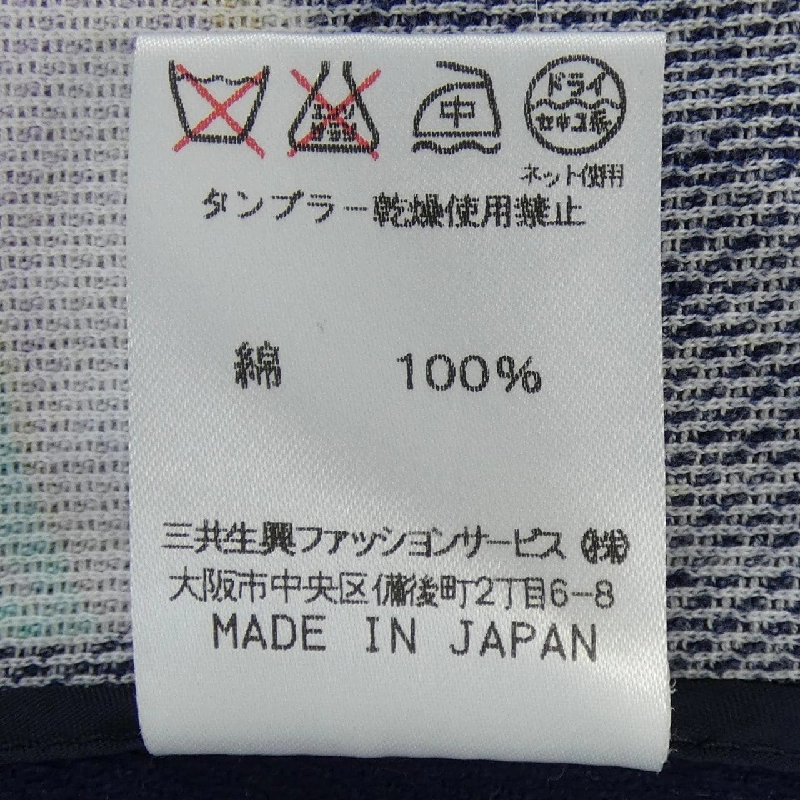 中 ドライ
セキユ系
ネット使用
タンブラー乾燥使用禁止
綿 100%
三共生興ファッションサービス ㈱
大阪市中央区備後町2丁目6-8
MADE IN JAPAN